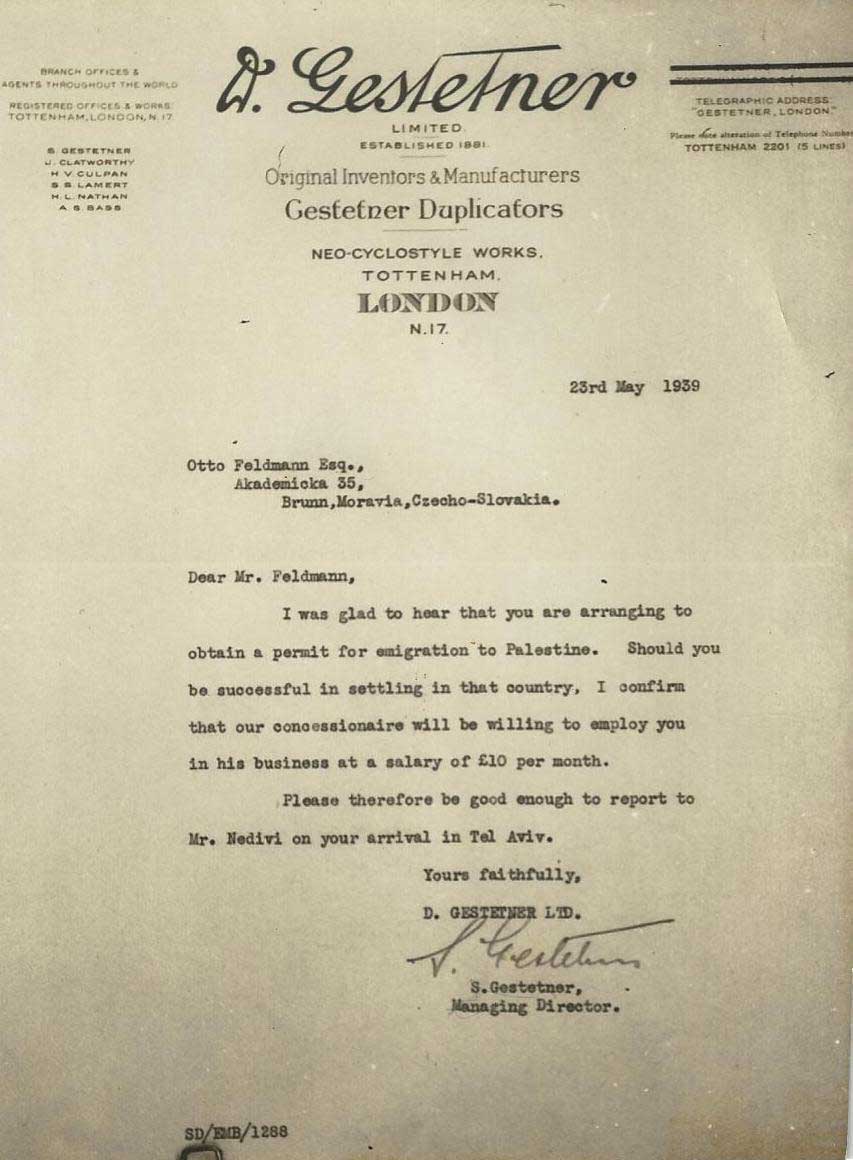 BRANCH OFFICES &
AGENTS THROUGHOUT THE WORLD
REGISTERED OFFICES & WORKS
TOTTENHAM, LONDON, N.17
S. GESTETNER
J. CLATWORTHY
H. V. CULPAN
S. B. LAMERT
H. L. NATHAN
A. S. BASS
D. Gestetner
LIMITED.
ESTABLISHED 1881.
Original Inventors & Manufacturers
Gestetner Duplicators
NEO-CYCLOSTYLE WORKS,
TOTTENHAM,
LONDON
N.17.
TELEGRAPHIC ADDRESS
"GESTETNER, LONDON."
Please note alteration of Telephone Number
TOTTENHAM 2201 (5 LINES)
23rd May 1939
Otto Feldmann Esq.,
Akademicka 35,
Brunn,Moravia,Czecho-Slovakia.
Dear Mr. Feldmann,
I was glad to hear that you are arranging to
obtain a permit for emigration to Palestine. Should you
be successful in settling in that country, I confirm
that our concessionaire will be willing to employ you
in his business at a salary of £10 per month.
Please therefore be good enough to report to
Mr. Nedivi on your arrival in Tel Aviv.
Yours faithfully,
D. GESTETNER LTD.
S. Gestetner
S.Gestetner,
Managing Director.
SD/EMB/1288